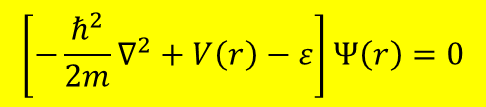 [-ℏ²/2m ∇² + V(r) - ε] Ψ(r) = 0